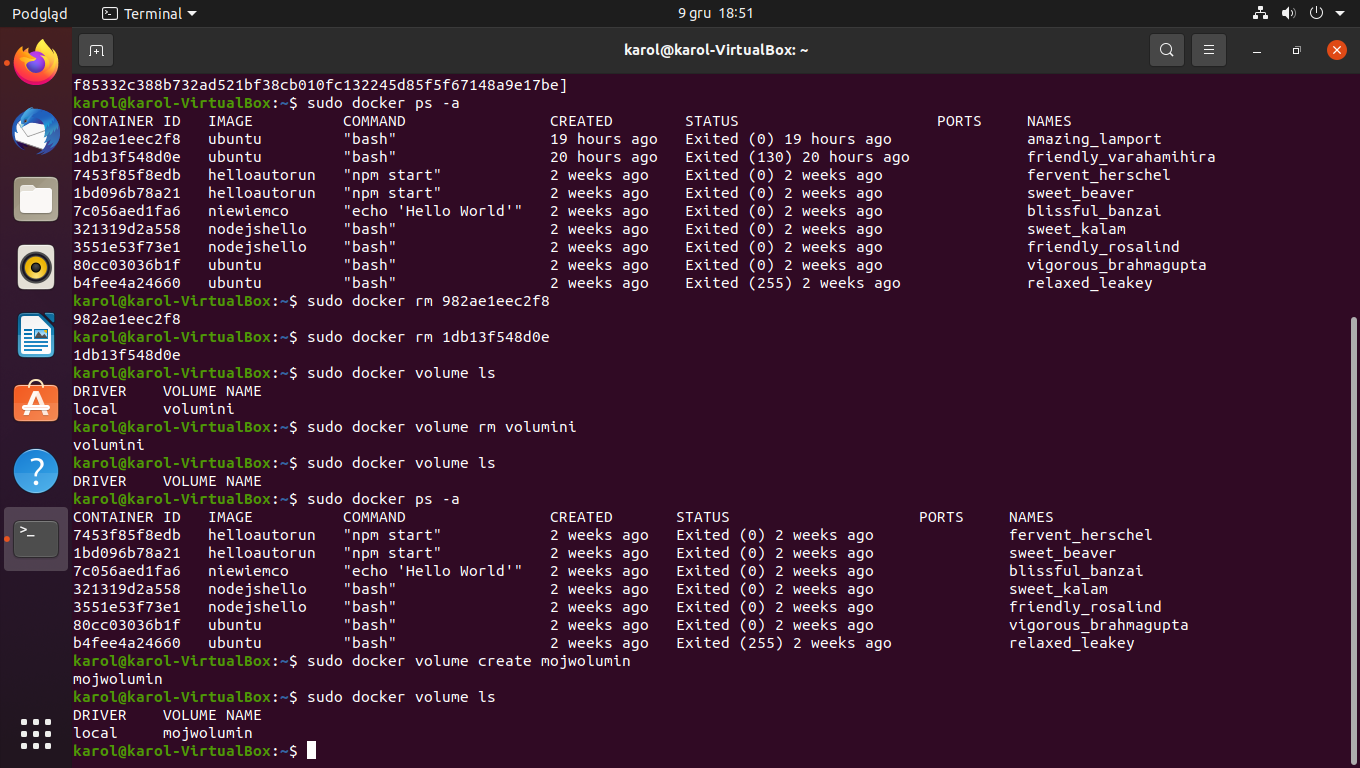 Podgląd Terminal 9 gru 18:51
karol@karol-VirtualBox: ~
f85332c388b732ad521bf38cb010fc132245d85f5f67148a9e17be]
karol@karol-VirtualBox:~$ sudo docker ps -a
CONTAINER ID IMAGE COMMAND CREATED STATUS PORTS NAMES
982ae1eec2f8 ubuntu "bash" 19 hours ago Exited (0) 19 hours ago amazing_lamport
1db13f548d0e ubuntu "bash" 20 hours ago Exited (130) 20 hours ago friendly_varahamihira
7453f85f8edb helloautorun "npm start" 2 weeks ago Exited (0) 2 weeks ago fervent_herschel
1bd096b78a21 helloautorun "npm start" 2 weeks ago Exited (0) 2 weeks ago sweet_beaver
7c056aed1fa6 niewiemco "echo 'Hello World'" 2 weeks ago Exited (0) 2 weeks ago blissful_banzai
321319d2a558 nodejshello "bash" 2 weeks ago Exited (0) 2 weeks ago sweet_kalam
3551e53f73e1 nodejshello "bash" 2 weeks ago Exited (0) 2 weeks ago friendly_rosalind
80cc03036b1f ubuntu "bash" 2 weeks ago Exited (0) 2 weeks ago vigorous_brahmagupta
b4fee4a24660 ubuntu "bash" 2 weeks ago Exited (255) 2 weeks ago relaxed_leakey
karol@karol-VirtualBox:~$ sudo docker rm 982ae1eec2f8
982ae1eec2f8
karol@karol-VirtualBox:~$ sudo docker rm 1db13f548d0e
1db13f548d0e
karol@karol-VirtualBox:~$ sudo docker volume ls
DRIVER VOLUME NAME
local volumini
karol@karol-VirtualBox:~$ sudo docker volume rm volumini
volumini
karol@karol-VirtualBox:~$ sudo docker volume ls
DRIVER VOLUME NAME
karol@karol-VirtualBox:~$ sudo docker ps -a
CONTAINER ID IMAGE COMMAND CREATED STATUS PORTS NAMES
7453f85f8edb helloautorun "npm start" 2 weeks ago Exited (0) 2 weeks ago fervent_herschel
1bd096b78a21 helloautorun "npm start" 2 weeks ago Exited (0) 2 weeks ago sweet_beaver
7c056aed1fa6 niewiemco "echo 'Hello World'" 2 weeks ago Exited (0) 2 weeks ago blissful_banzai
321319d2a558 nodejshello "bash" 2 weeks ago Exited (0) 2 weeks ago sweet_kalam
3551e53f73e1 nodejshello "bash" 2 weeks ago Exited (0) 2 weeks ago friendly_rosalind
80cc03036b1f ubuntu "bash" 2 weeks ago Exited (0) 2 weeks ago vigorous_brahmagupta
b4fee4a24660 ubuntu "bash" 2 weeks ago Exited (255) 2 weeks ago relaxed_leakey
karol@karol-VirtualBox:~$ sudo docker volume create mojwolumin
mojwolumin
karol@karol-VirtualBox:~$ sudo docker volume ls
DRIVER VOLUME NAME
local mojwolumin
karol@karol-VirtualBox:~$